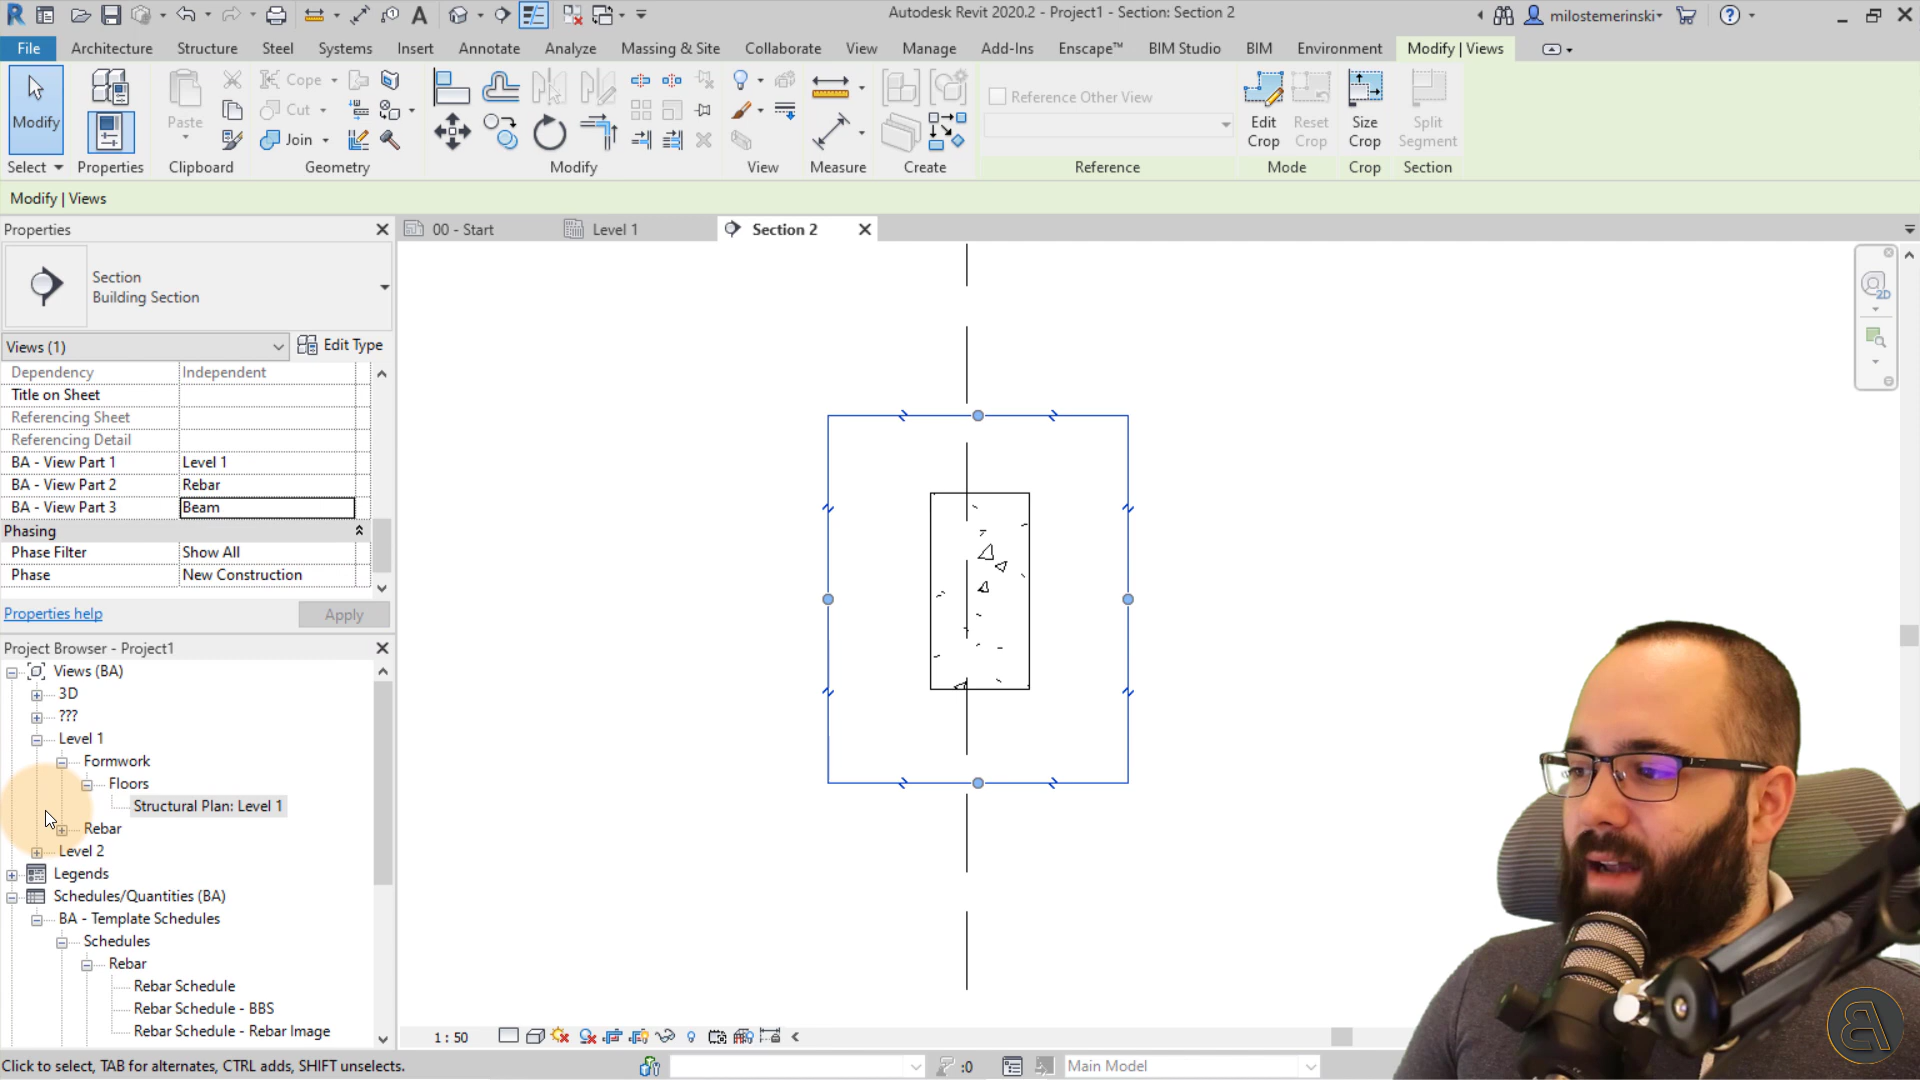 Autodesk Revit 2020.2 - Project1 - Section: Section 2
milostemerinski
File Architecture Structure Steel Systems Insert Annotate Analyze Massing & Site Collaborate View Manage Add-Ins Enscape™ BIM Studio BIM Environment Modify | Views
Modify
Paste
Cope
Cut
Join
Reference Other View
Edit Crop
Reset Crop
Size Crop
Split Segment
Select Properties Clipboard Geometry Modify View Measure Create Reference Mode Crop Section
Modify | Views
Properties
00 - Start
Level 1
Section 2
Section
Building Section
Views (1)
Edit Type
Dependency Independent
Title on Sheet
Referencing Sheet
Referencing Detail
BA - View Part 1 Level 1
BA - View Part 2 Rebar
BA - View Part 3 Beam
Phasing
Phase Filter Show All
Phase New Construction
Properties help
Apply
Project Browser - Project1
Views (BA)
3D
???
Level 1
Formwork
Floors
Structural Plan: Level 1
Rebar
Level 2
Legends
Schedules/Quantities (BA)
BA - Template Schedules
Schedules
Rebar
Rebar Schedule
Rebar Schedule - BBS
Rebar Schedule - Rebar Image
2D
1 : 50
Click to select, TAB for alternates, CTRL adds, SHIFT unselects.
:0
Main Model